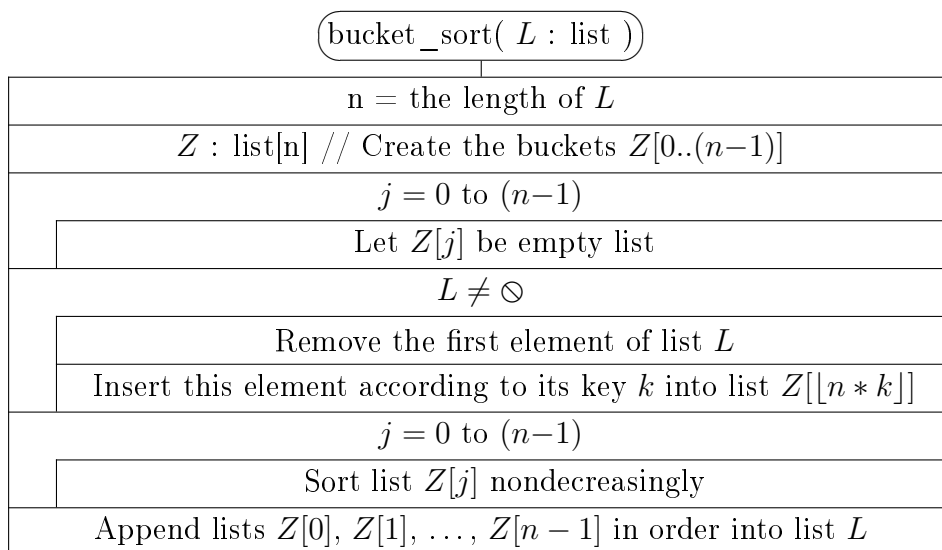 bucket_sort( L : list )
n = the length of L
Z : list[n] // Create the buckets Z[0..(n−1)]
j = 0 to (n−1)
Let Z[j] be empty list
L ≠ ⦸
Remove the first element of list L
Insert this element according to its key k into list Z[⌊n ∗ k⌋]
j = 0 to (n−1)
Sort list Z[j] nondecreasingly
Append lists Z[0], Z[1], . . . , Z[n − 1] in order into list L